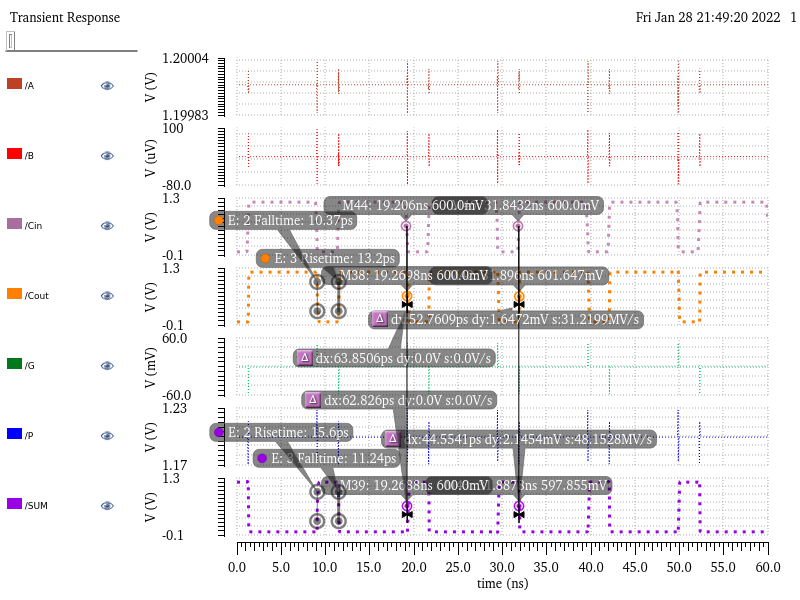 Transient Response
Fri Jan 28 21:49:20 2022 1
/A
V (V)
1.20004
1.19983
/B
V (uV)
100
-80.0
/Cin
V (V)
1.3
-0.1
M44: 19.206ns 600.0mV
31.8432ns 600.0mV
E: 2 Falltime: 10.37ps
E: 3 Risetime: 13.2ps
/Cout
V (V)
1.3
-0.1
M38: 19.2698ns 600.0mV
1.896ns 601.647mV
dx:52.7609ps dy:1.6472mV s:31.2199MV/s
/G
V (mV)
60.0
-60.0
dx:63.8506ps dy:0.0V s:0.0V/s
dx:62.826ps dy:0.0V s:0.0V/s
/P
V (V)
1.23
1.17
E: 2 Risetime: 15.6ps
dx:44.5541ps dy:2.1454mV s:48.1528MV/s
E: 3 Falltime: 11.24ps
/SUM
V (V)
1.3
-0.1
600.0mV
597.855mV
0.0 5.0 10.0 15.0 20.0 25.0 30.0 35.0 40.0 45.0 50.0 55.0 60.0
time (ns)